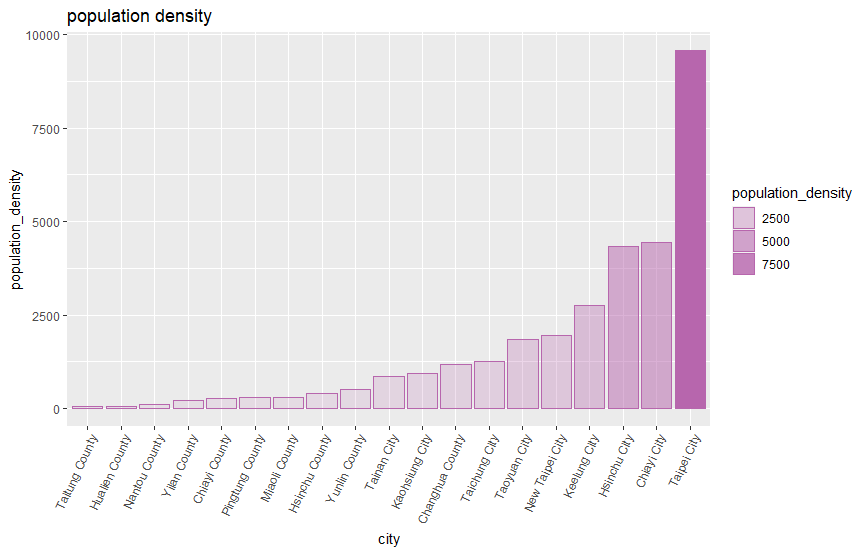 population density
10000
7500
5000
2500
0
population_density
Taitung County
Hualien County
Nantou County
Yilan County
Chiayi County
Pingtung County
Miaoli County
Hsinchu County
Yunlin County
Tainan City
Kaohsiung City
Changhua County
Taichung City
Taoyuan City
New Taipei City
Keelung City
Hsinchu City
Chiayi City
Taipei City
city
population_density
2500
5000
7500